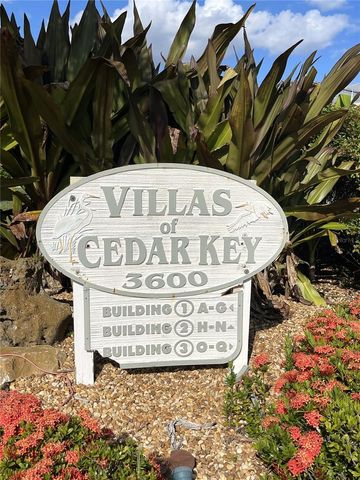 VILLAS
of
CEDAR KEY
3600
BUILDING 1 A-G
BUILDING 2 H-N
BUILDING 3 O-Q